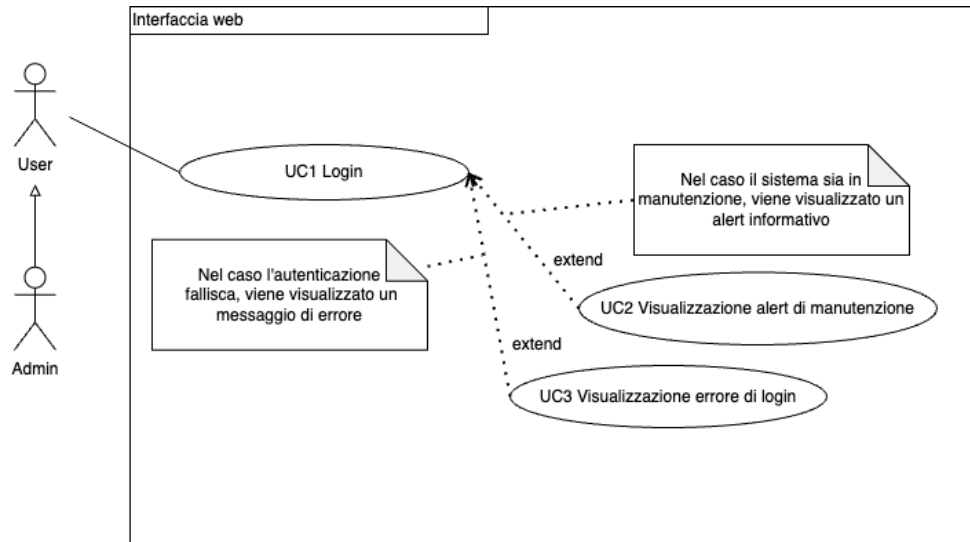 Interfaccia web
User
UC1 Login
Nel caso il sistema sia in
manutenzione, viene visualizzato un
alert informativo
Nel caso l'autenticazione
fallisca, viene visualizzato un
messaggio di errore
extend
UC2 Visualizzazione alert di manutenzione
extend
Admin
UC3 Visualizzazione errore di login